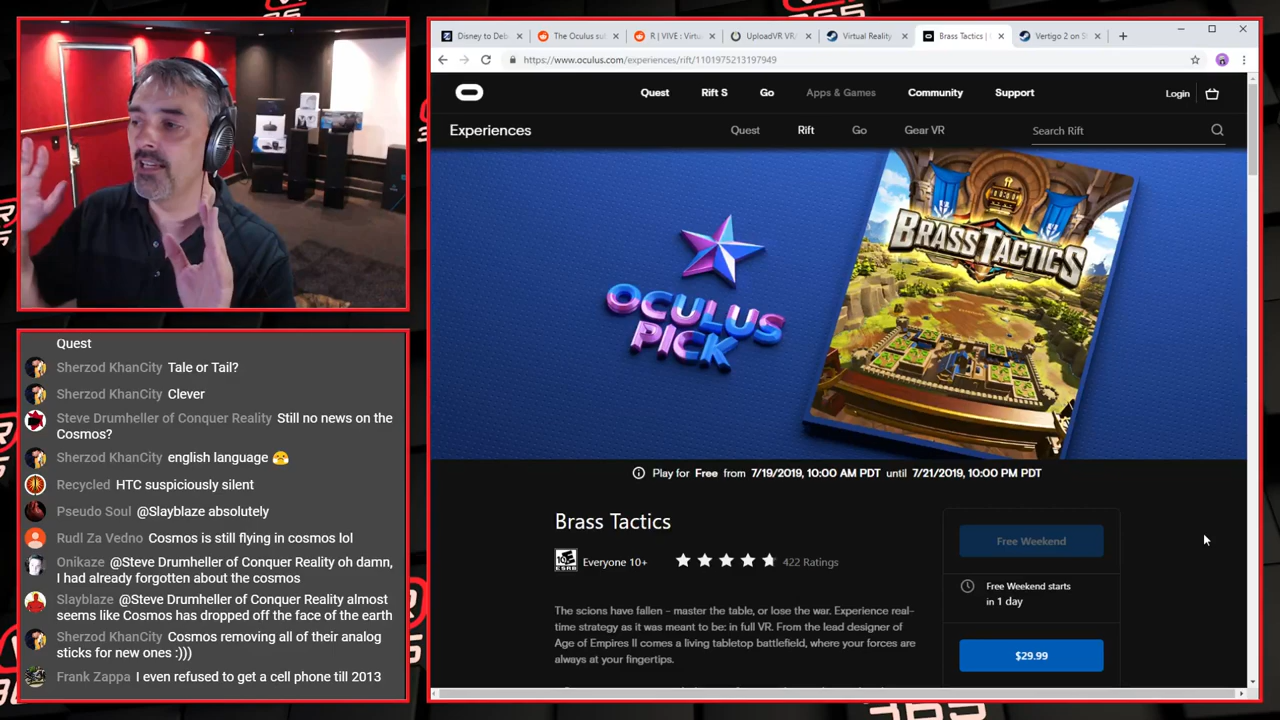 Quest
Sherzod KhanCity Tale or Tail?
Sherzod KhanCity Clever
Steve Drumheller of Conquer Reality Still no news on the
Cosmos?
Sherzod KhanCity english language 😤
Recycled HTC suspiciously silent
Pseudo Soul @Slayblaze absolutely
Rudl Za Vedno Cosmos is still flying in cosmos lol
Onikaze @Steve Drumheller of Conquer Reality oh damn,
I had already forgotten about the cosmos
Slayblaze @Steve Drumheller of Conquer Reality almost
seems like Cosmos has dropped off the face of the earth
Sherzod KhanCity Cosmos removing all of their analog
sticks for new ones :)))
Frank Zappa I even refused to get a cell phone till 2013
Disney to Deb
The Oculus su
R | VIVE : Virtu
UploadVR VR
Virtual Reality
Brass Tactics |
Vertigo 2 on S
https://www.oculus.com/experiences/rift/1101975213197949
Quest Rift S Go Apps & Games Community Support Login
Experiences Quest Rift Go Gear VR Search Rift
OCULUS
PICK
BRASS TACTICS
Play for Free from 7/19/2019, 10:00 AM PDT until 7/21/2019, 10:00 PM PDT
Brass Tactics
Everyone 10+ 422 Ratings
The scions have fallen - master the table, or lose the war. Experience real-
time strategy as it was meant to be: in full VR. From the lead designer of
Age of Empires II comes a living tabletop battlefield, where your forces are
always at your fingertips.
Free Weekend
Free Weekend starts
in 1 day
$29.99
365